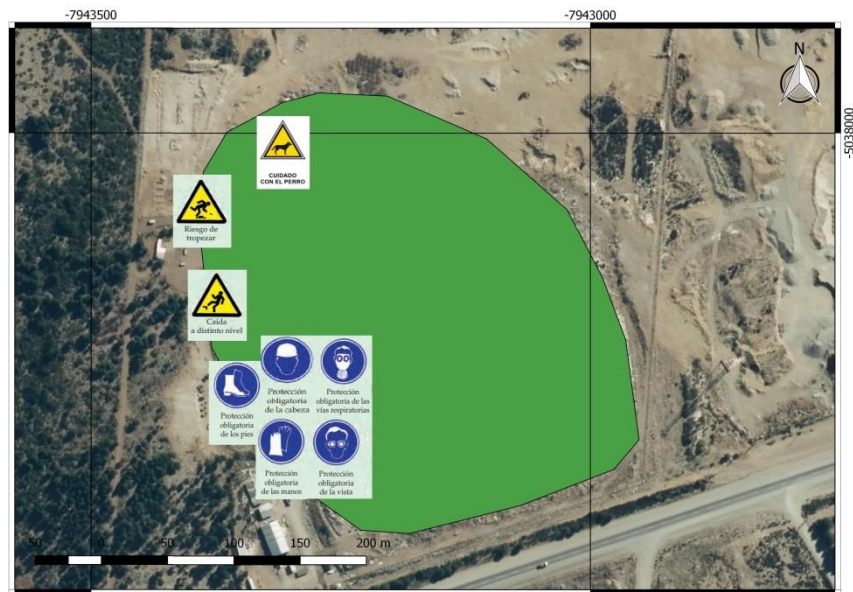 -7943500
-7943000
-5038000
N
CUIDADO
CON EL PERRO
Riesgo de
tropezar
Caída
a distinto nivel
Protección
obligatoria
de los pies
Protección
obligatoria
de la cabeza
Protección
obligatoria de las
vías respiratorias
Protección
obligatoria
de las manos
Protección
obligatoria
de la vista
50 0 50 100 150 200 m